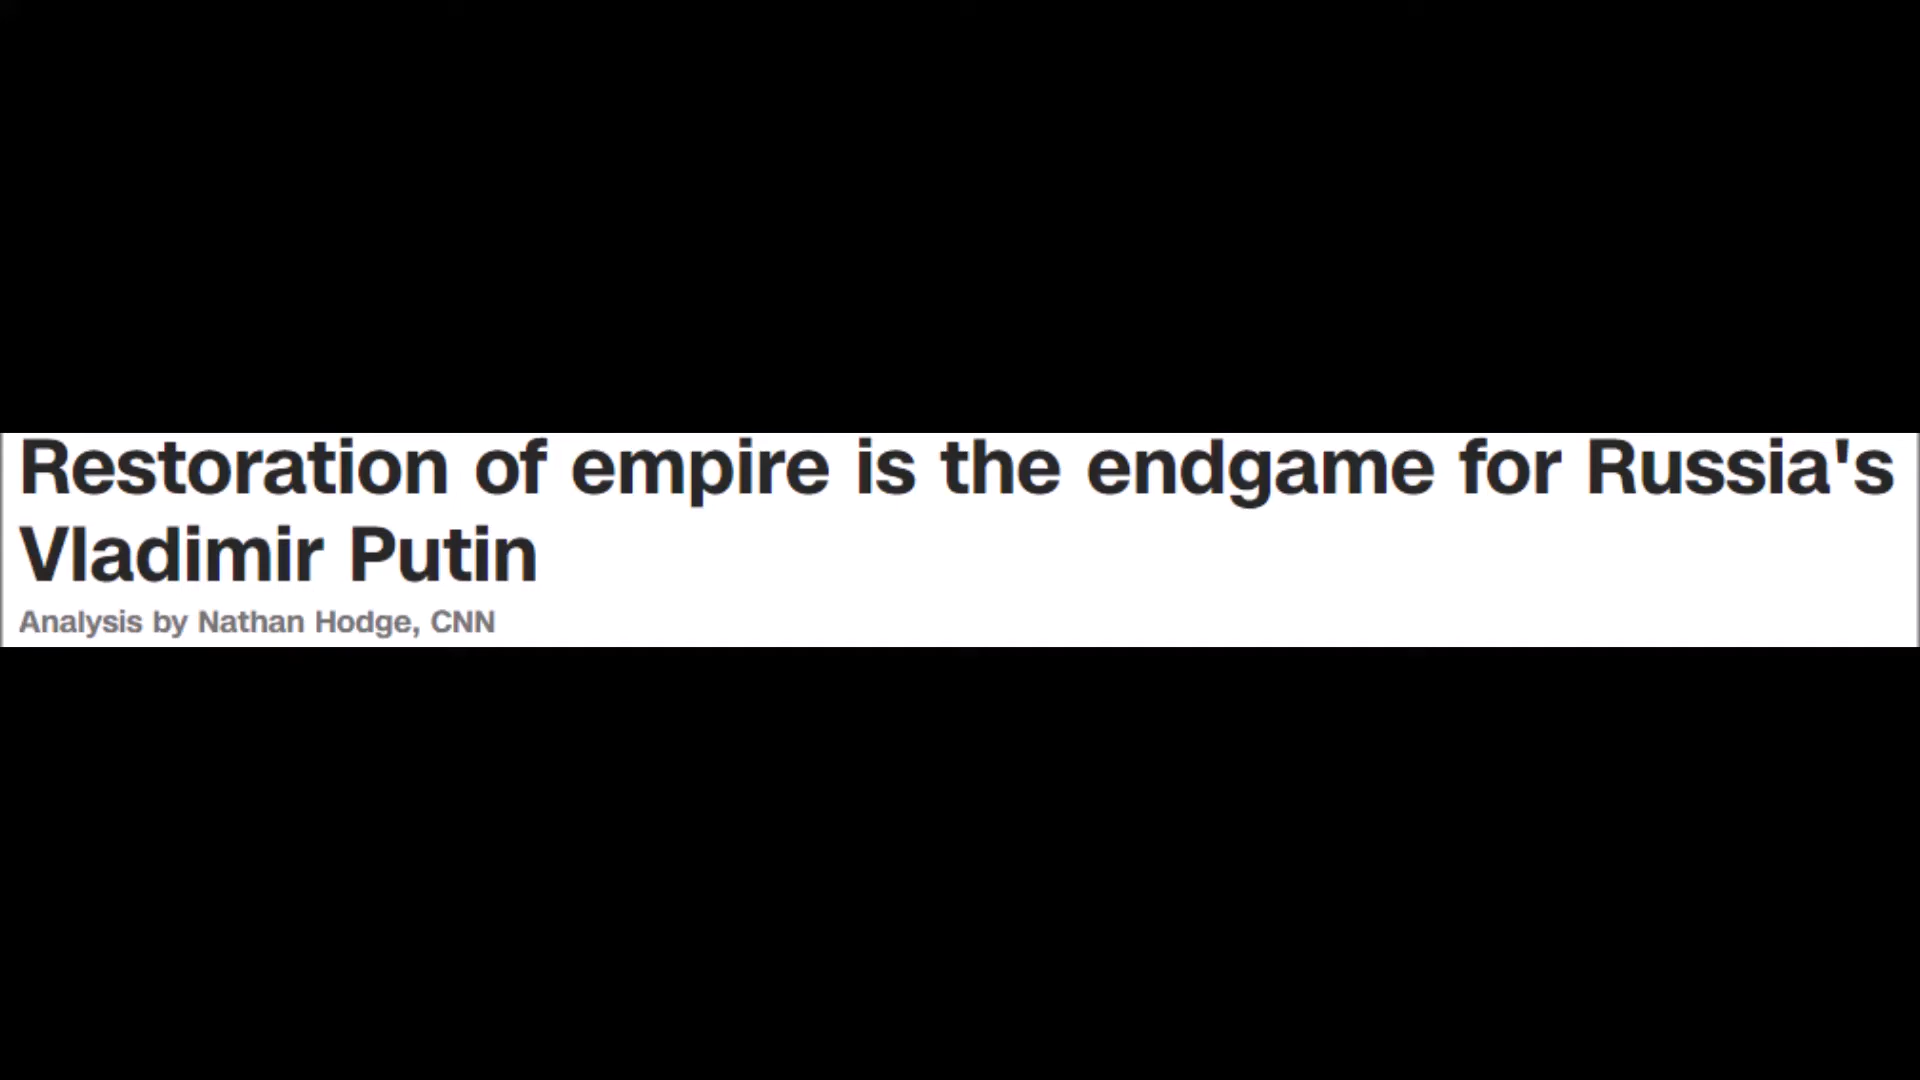 Restoration of empire is the endgame for Russia's
Vladimir Putin
Analysis by Nathan Hodge, CNN